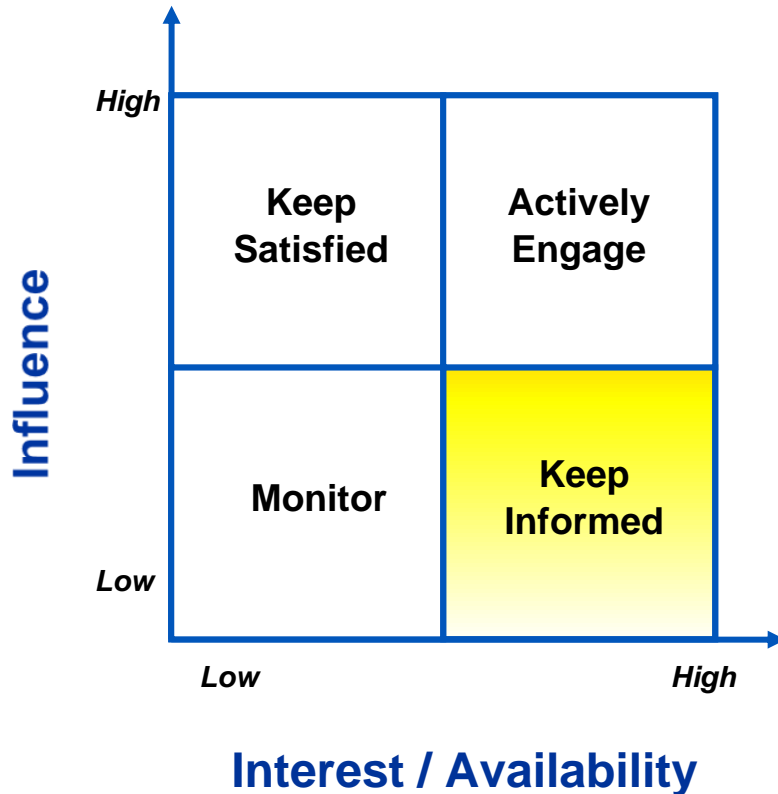 High
Keep
Satisfied
Actively
Engage
Influence
Monitor
Keep
Informed
Low
Low
High
Interest / Availability